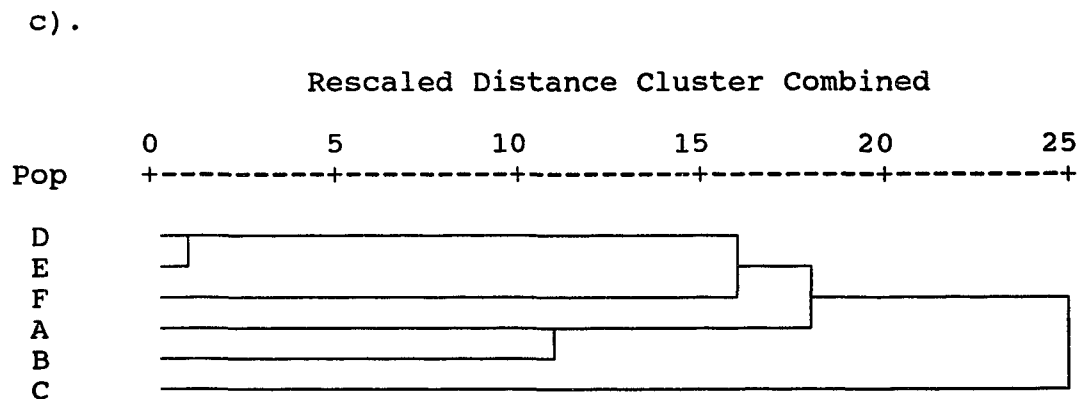 c).
Rescaled Distance Cluster Combined
0 5 10 15 20 25
Pop +---------+---------+---------+---------+---------+
D
E
F
A
B
C